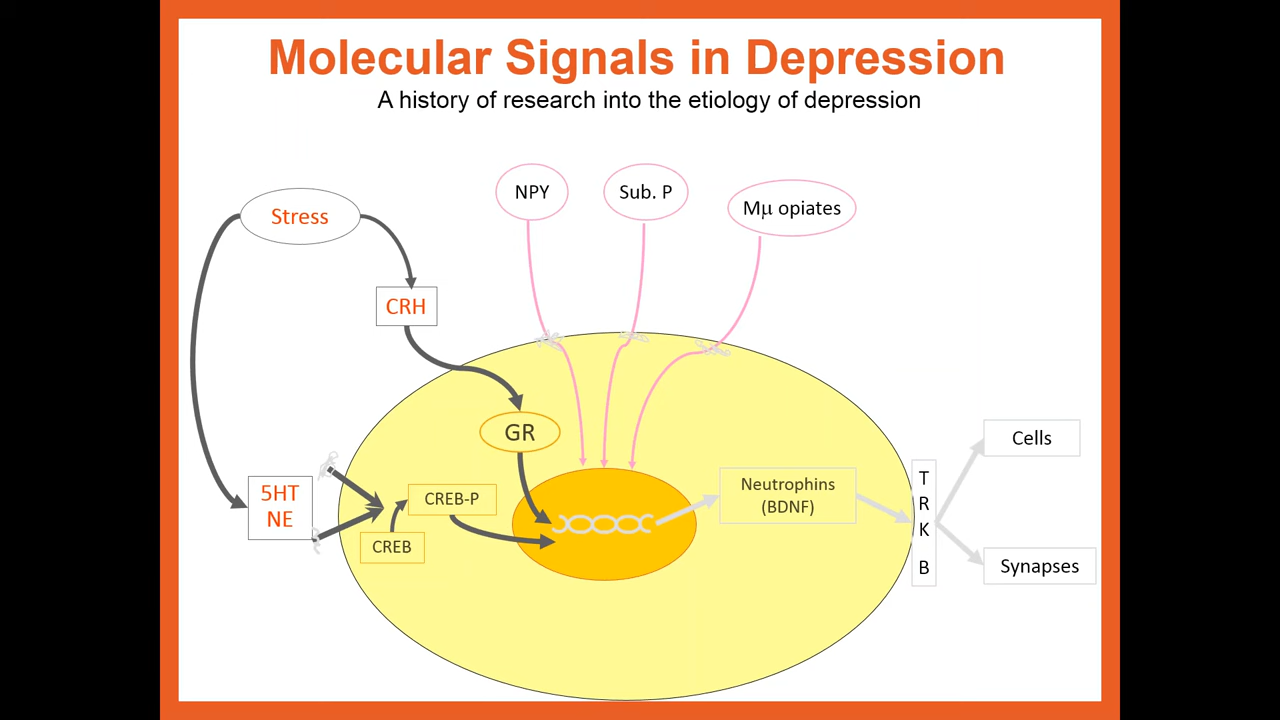 Molecular Signals in Depression
A history of research into the etiology of depression
NPY
Sub. P
Mμ opiates
Stress
CRH
GR
5HT
NE
CREB-P
CREB
Neutrophins
(BDNF)
T
R
K
B
Cells
Synapses